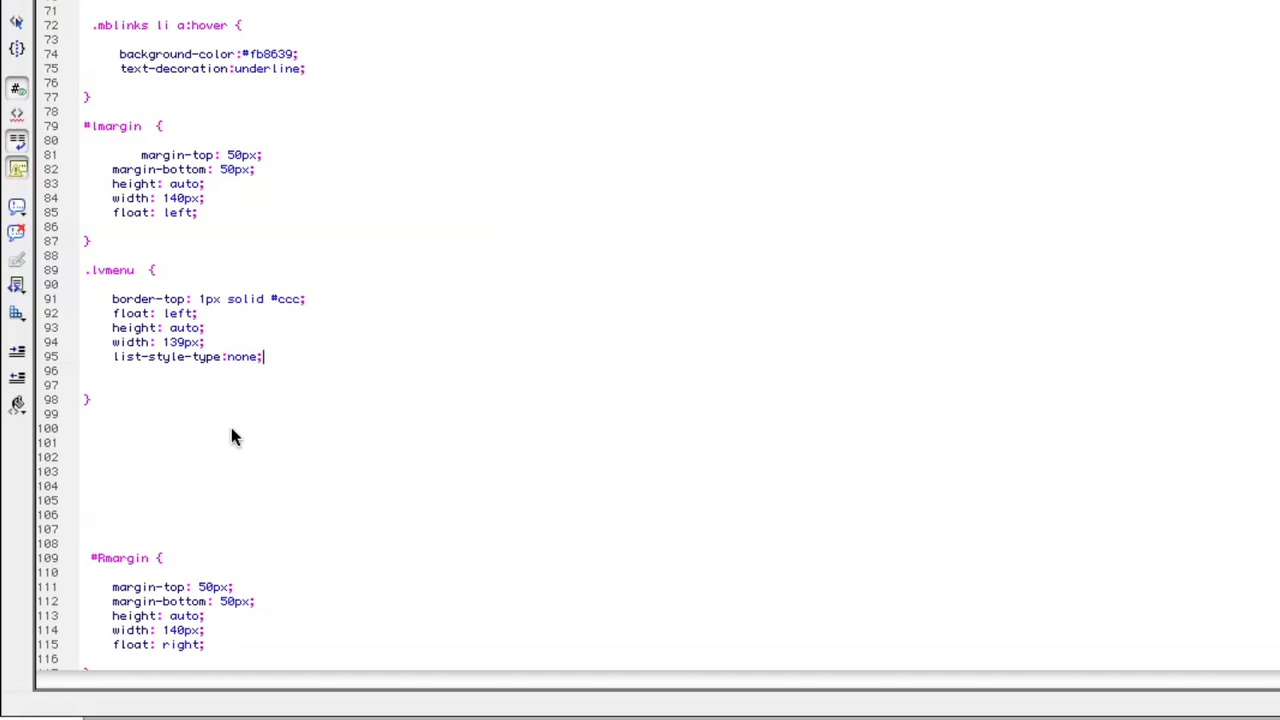 71
72 .mblinks li a:hover {
73
74 background-color:#fb8639;
75 text-decoration:underline;
76
77 }
78
79 #lmargin {
80
81 margin-top: 50px;
82 margin-bottom: 50px;
83 height: auto;
84 width: 140px;
85 float: left;
86
87 }
88
89 .lvmenu {
90
91 border-top: 1px solid #ccc;
92 float: left;
93 height: auto;
94 width: 139px;
95 list-style-type:none;
96
97
98 }
99
100
101
102
103
104
105
106
107
108
109 #Rmargin {
110
111 margin-top: 50px;
112 margin-bottom: 50px;
113 height: auto;
114 width: 140px;
115 float: right;
116